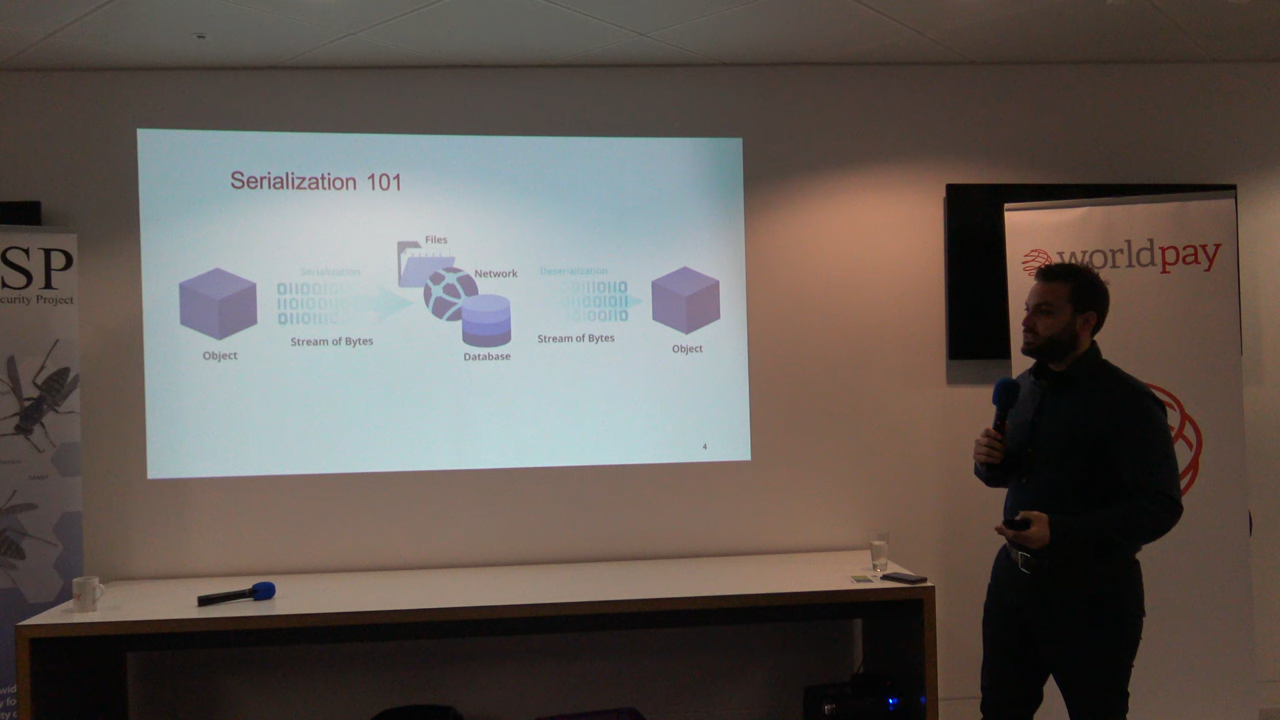 Serialization 101
Files
Serialization
Network
Deserialization
Stream of Bytes
Stream of Bytes
Object
Database
Object
4
SP
curity Project
worldpay